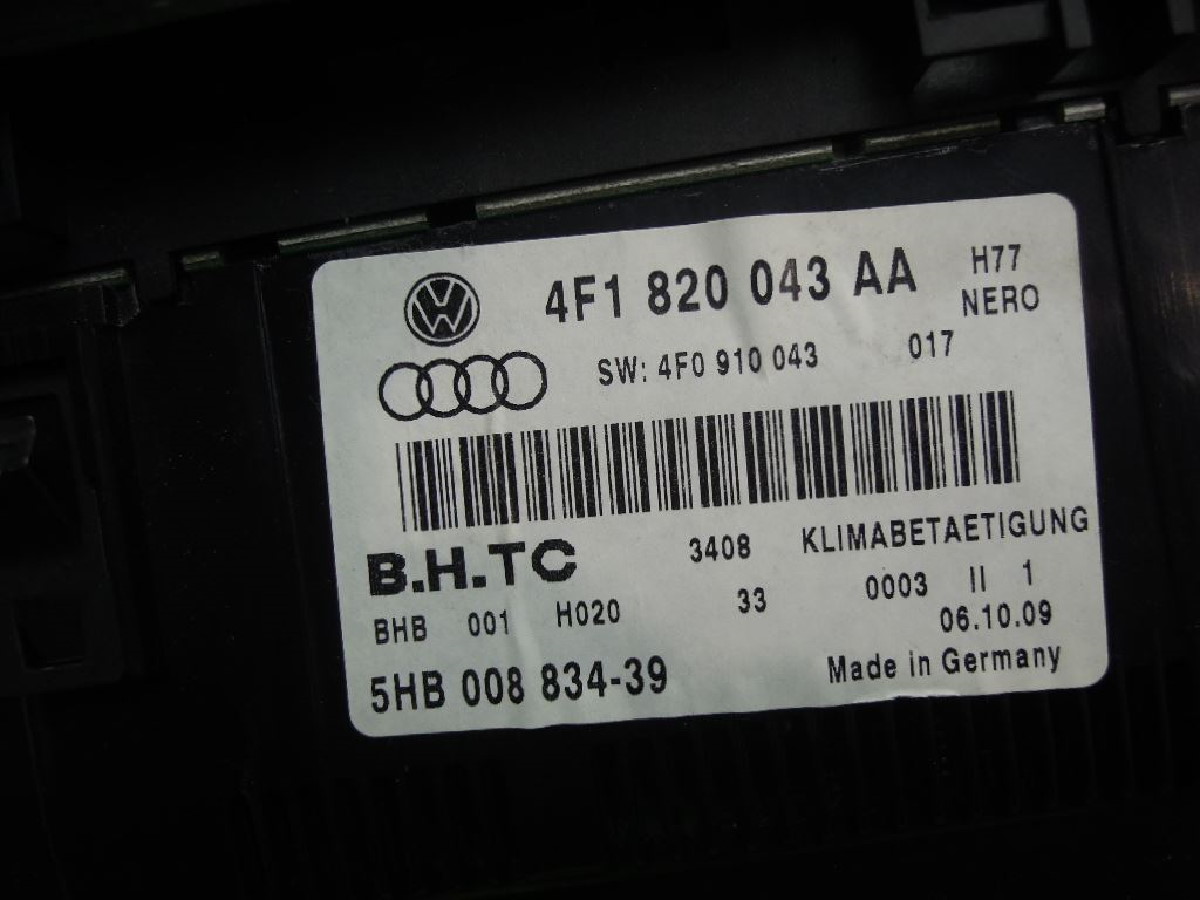 4F1 820 043 AA H77
NERO
SW: 4F0 910 043 017
B.H.TC 3408 KLIMABETAETIGUNG
BHB 001 H020 33 0003 II 1
06.10.09
5HB 008 834-39 Made in Germany